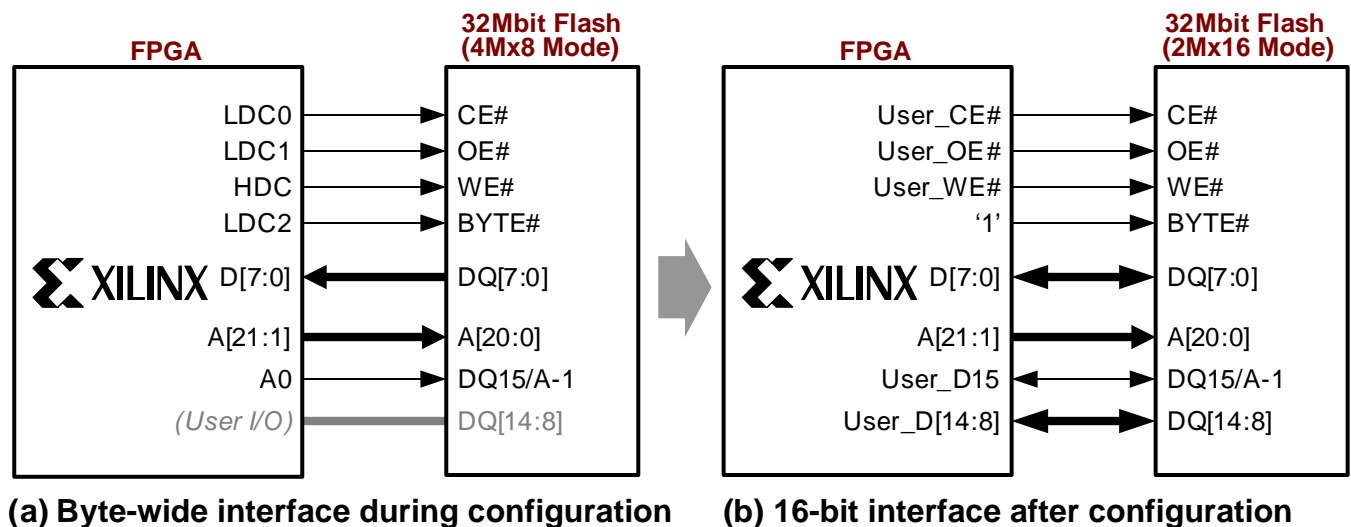 FPGA
32Mbit Flash
(4Mx8 Mode)
LDC0
CE#
LDC1
OE#
HDC
WE#
LDC2
BYTE#
XILINX
D[7:0]
DQ[7:0]
A[21:1]
A[20:0]
A0
DQ15/A-1
(User I/O)
DQ[14:8]
(a) Byte-wide interface during configuration
FPGA
32Mbit Flash
(2Mx16 Mode)
User_CE#
CE#
User_OE#
OE#
User_WE#
WE#
‘1’
BYTE#
XILINX
D[7:0]
DQ[7:0]
A[21:1]
A[20:0]
User_D15
DQ15/A-1
User_D[14:8]
DQ[14:8]
(b) 16-bit interface after configuration